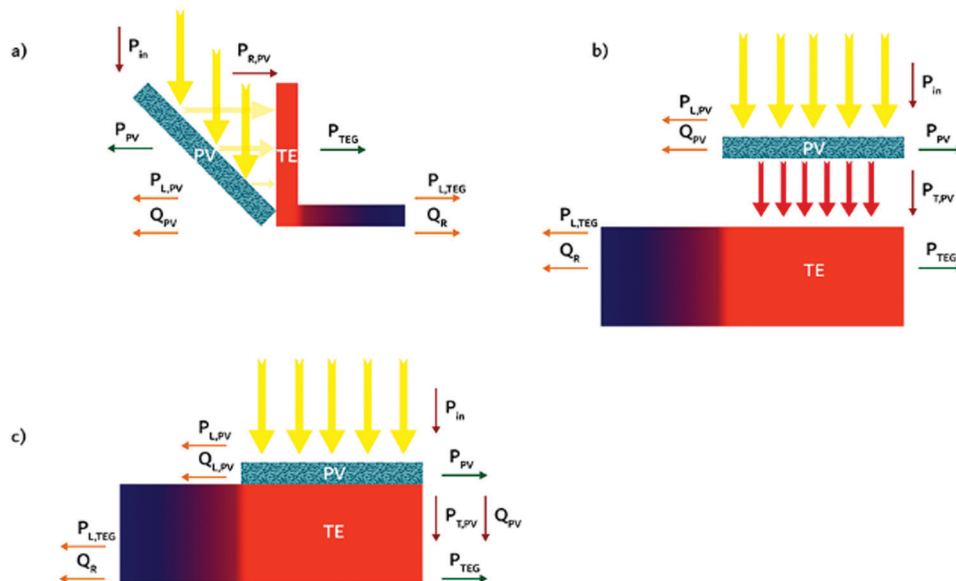 a)
P_in
P_R,PV
P_PV
PV
TE
P_TEG
P_L,PV
Q_PV
P_L,TEG
Q_R
b)
P_in
P_L,PV
Q_PV
PV
P_PV
P_T,PV
P_L,TEG
Q_R
TE
P_TEG
c)
P_in
P_L,PV
Q_L,PV
PV
P_PV
TE
P_T,PV Q_PV
P_L,TEG
Q_R
P_TEG